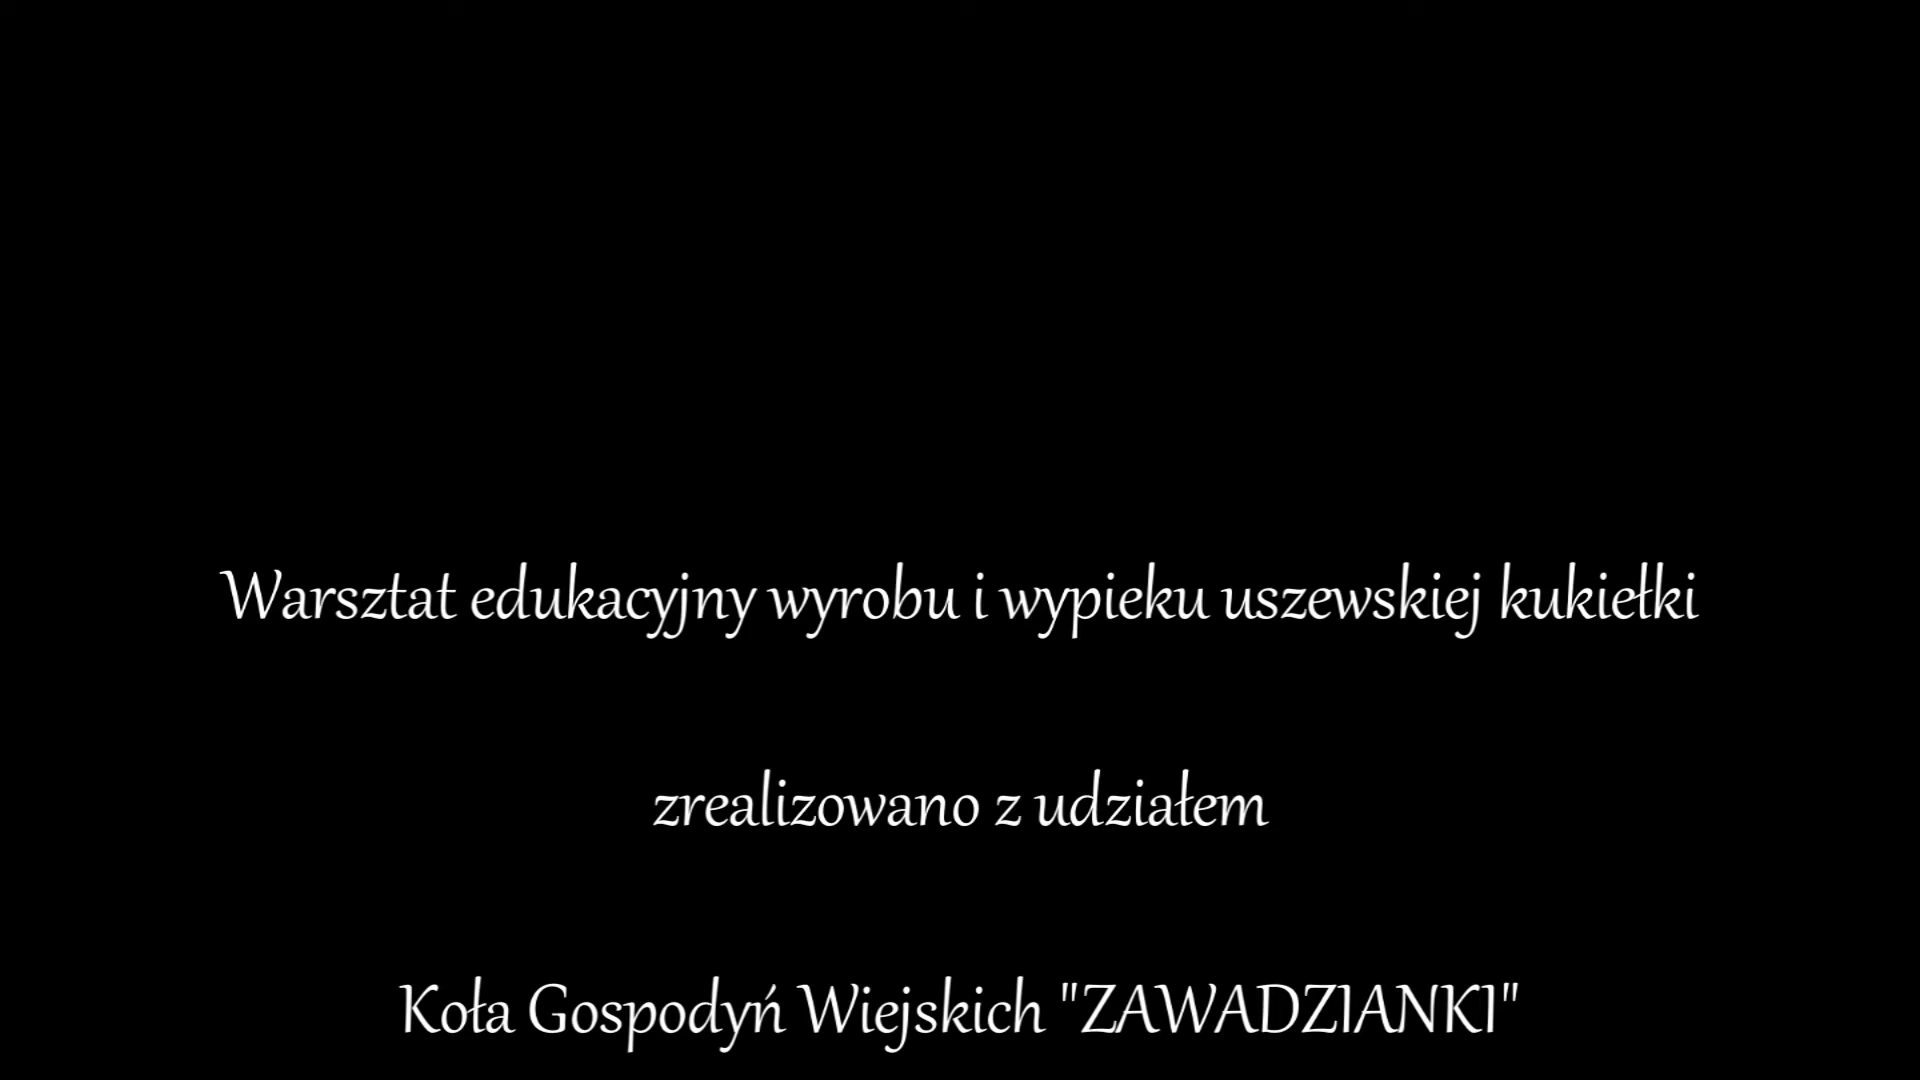 Warsztat edukacyjny wyrobu i wypieku uszewskiej kukiełki
zrealizowano z udziałem
Koła Gospodyń Wiejskich "ZAWADZIANKI"